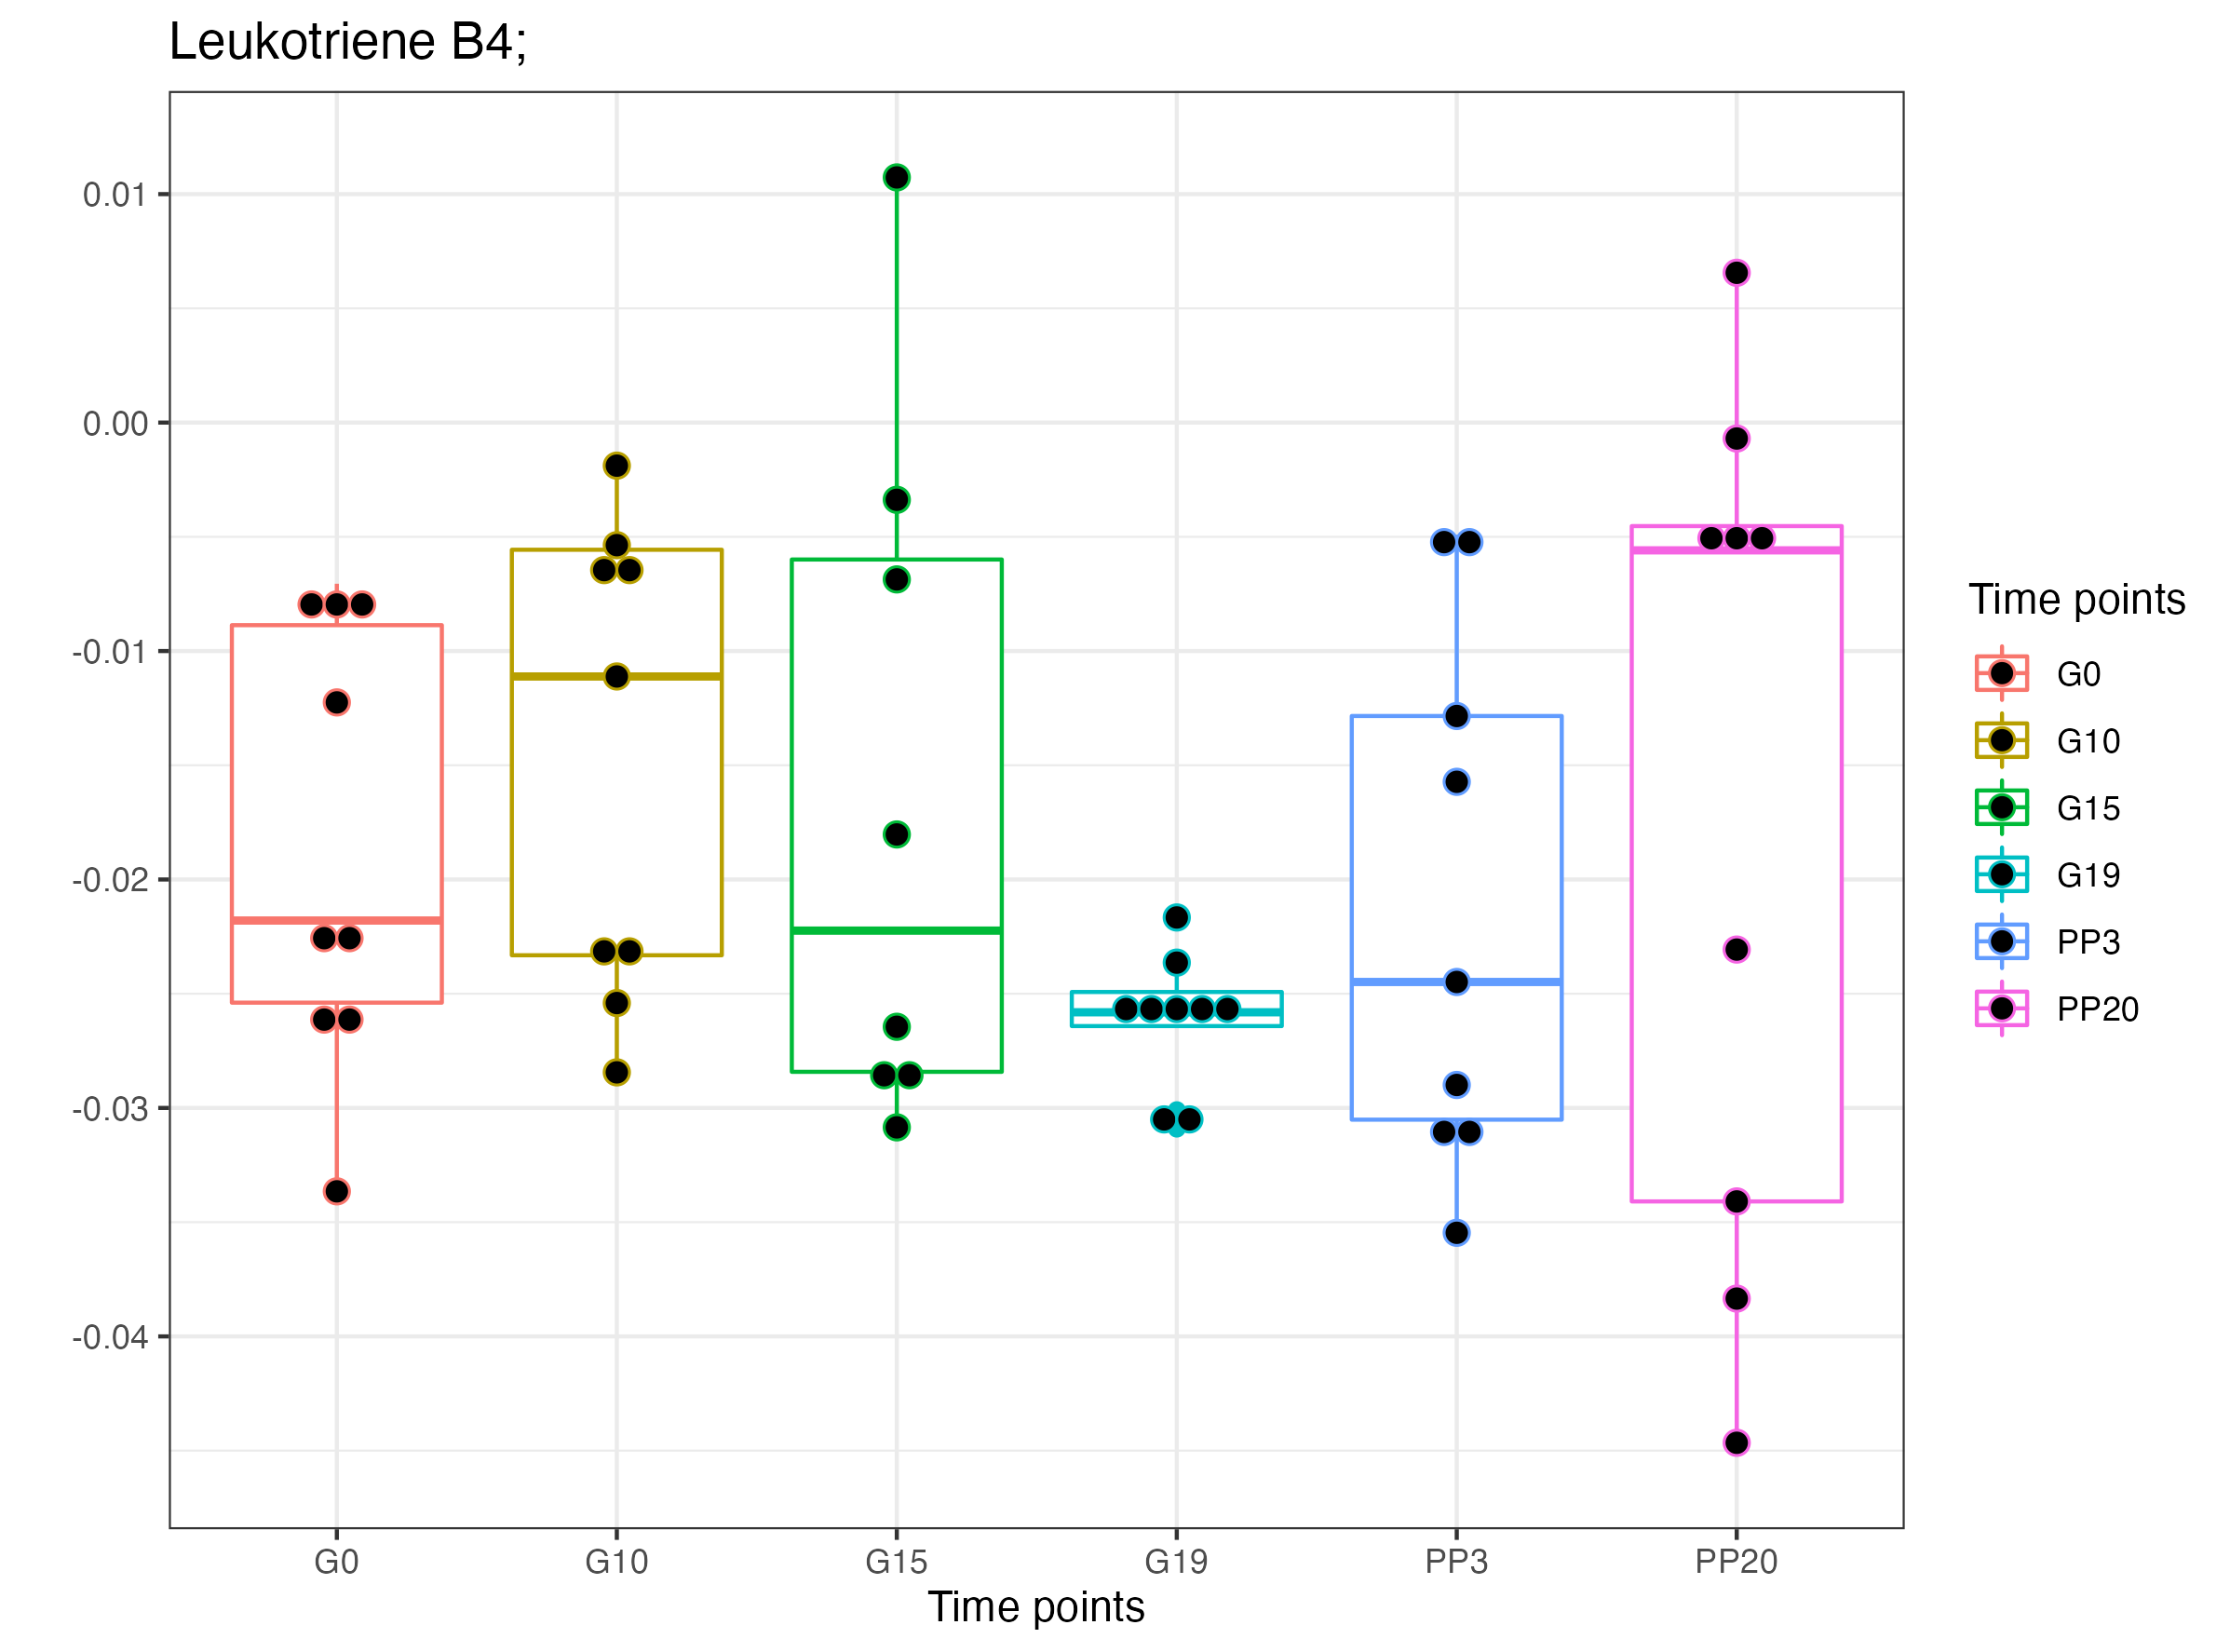 Leukotriene B4;
0.01
0.00
-0.01
-0.02
-0.03
-0.04
G0 G10 G15 G19 PP3 PP20
Time points
Time points
G0
G10
G15
G19
PP3
PP20